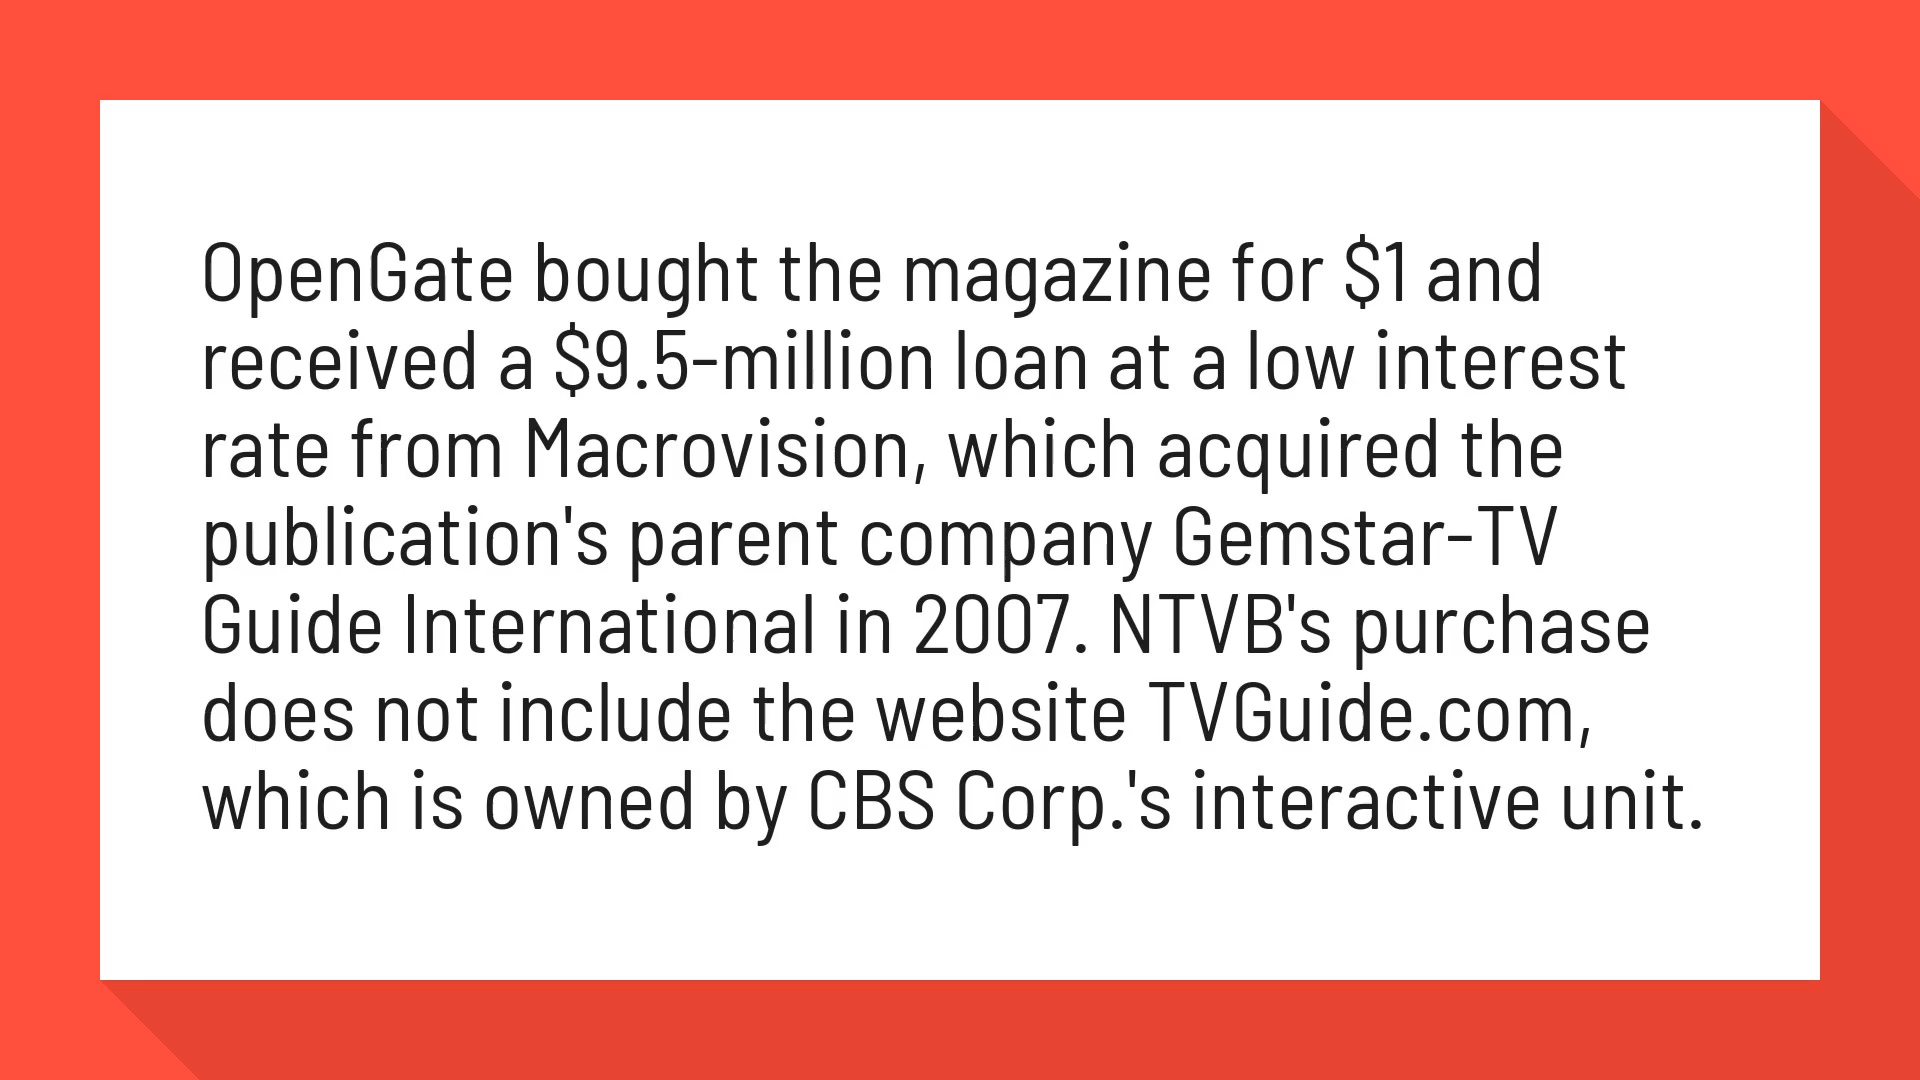 OpenGate bought the magazine for $1 and
received a $9.5-million loan at a low interest
rate from Macrovision, which acquired the
publication's parent company Gemstar-TV
Guide International in 2007. NTVB's purchase
does not include the website TVGuide.com,
which is owned by CBS Corp.'s interactive unit.